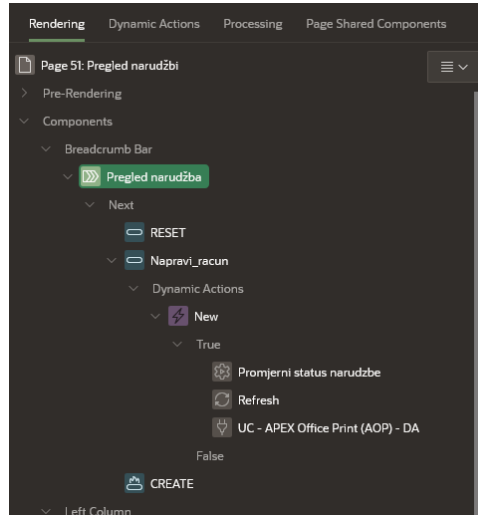 Rendering Dynamic Actions Processing Page Shared Components
Page 51: Pregled narudžbi
Pre-Rendering
Components
Breadcrumb Bar
Pregled narudžba
Next
RESET
Napravi_racun
Dynamic Actions
New
True
Promjerni status narudzbe
Refresh
UC - APEX Office Print (AOP) - DA
False
CREATE
Left Column